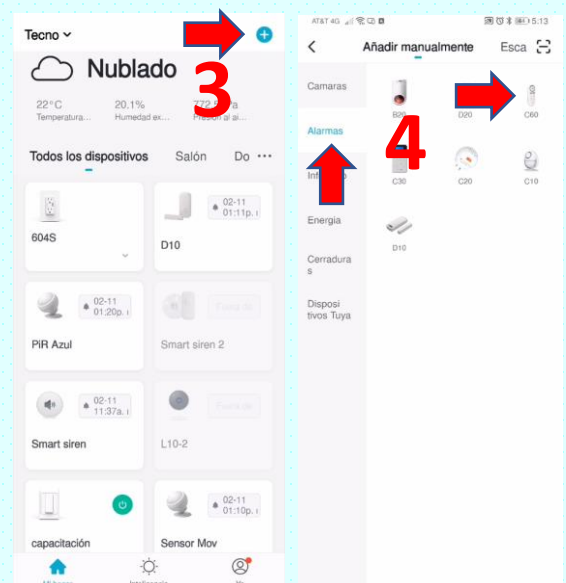 Tecno
3
Nublado
22°C 20.1%
Temperatura... Humedad ex...
Todos los dispositivos Salón Do ...
604S
D10
02-11
01:11p.
PIR Azul
02-11
01:20p.
Smart siren 2
Smart siren
02-11
11:37a.
L10-2
capacitación
Sensor Mov
02-11
01:10p.
AT&T 4G 5:13
Añadir manualmente Esca
4
Camaras
Alarmas
Energia
Cerradura
s
Disposi
tivos Tuya
B20 D20 C60
C30 C20 C10
D10